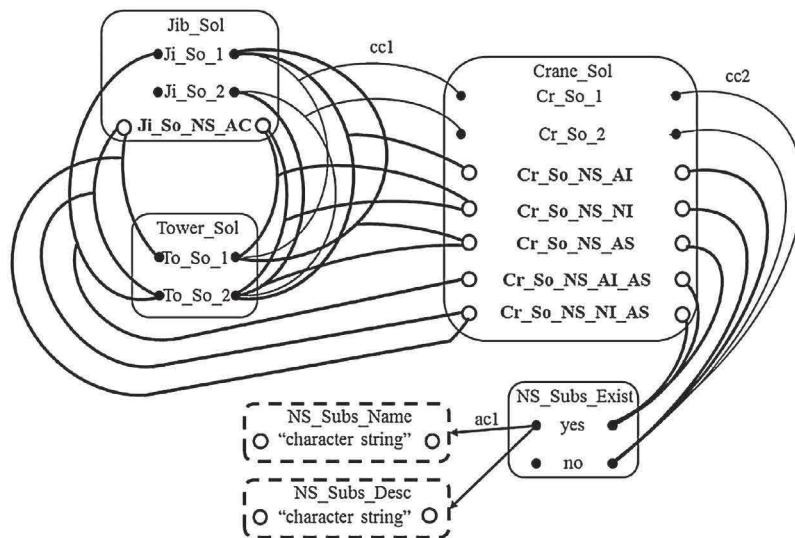 Jib_Sol
Ji_So_1
Ji_So_2
Ji_So_NS_AC
Tower_Sol
To_So_1
To_So_2
cc1
Crane_Sol
Cr_So_1
Cr_So_2
Cr_So_NS_AI
Cr_So_NS_NI
Cr_So_NS_AS
Cr_So_NS_AI_AS
Cr_So_NS_NI_AS
cc2
NS_Subs_Exist
yes
no
ac1
NS_Subs_Name
“character string”
NS_Subs_Desc
“character string”